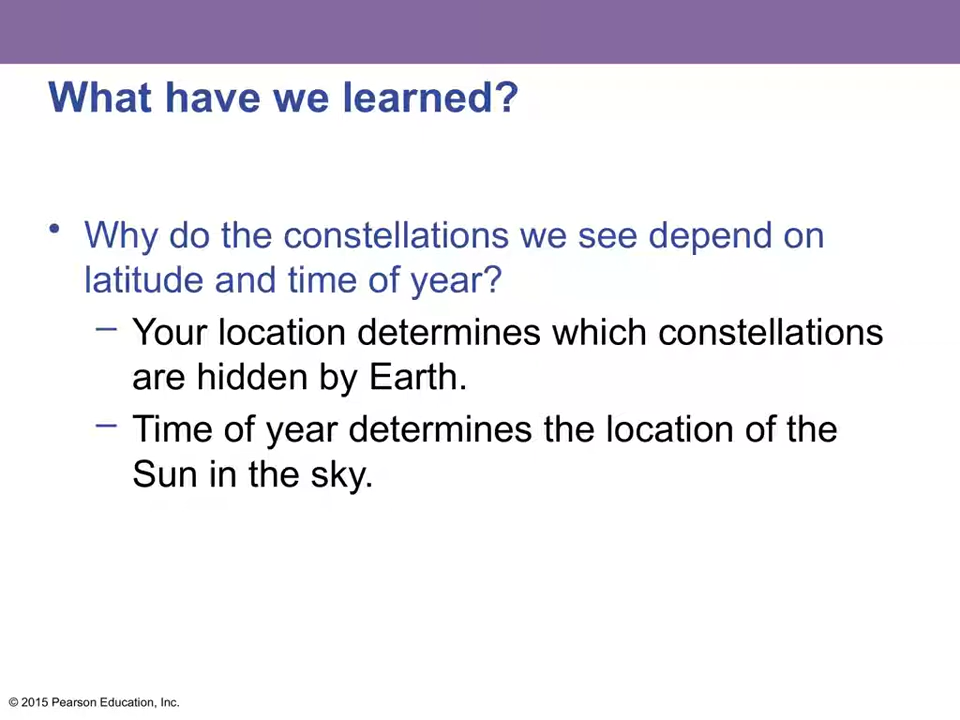 What have we learned?
• Why do the constellations we see depend on
latitude and time of year?
– Your location determines which constellations
are hidden by Earth.
– Time of year determines the location of the
Sun in the sky.
© 2015 Pearson Education, Inc.